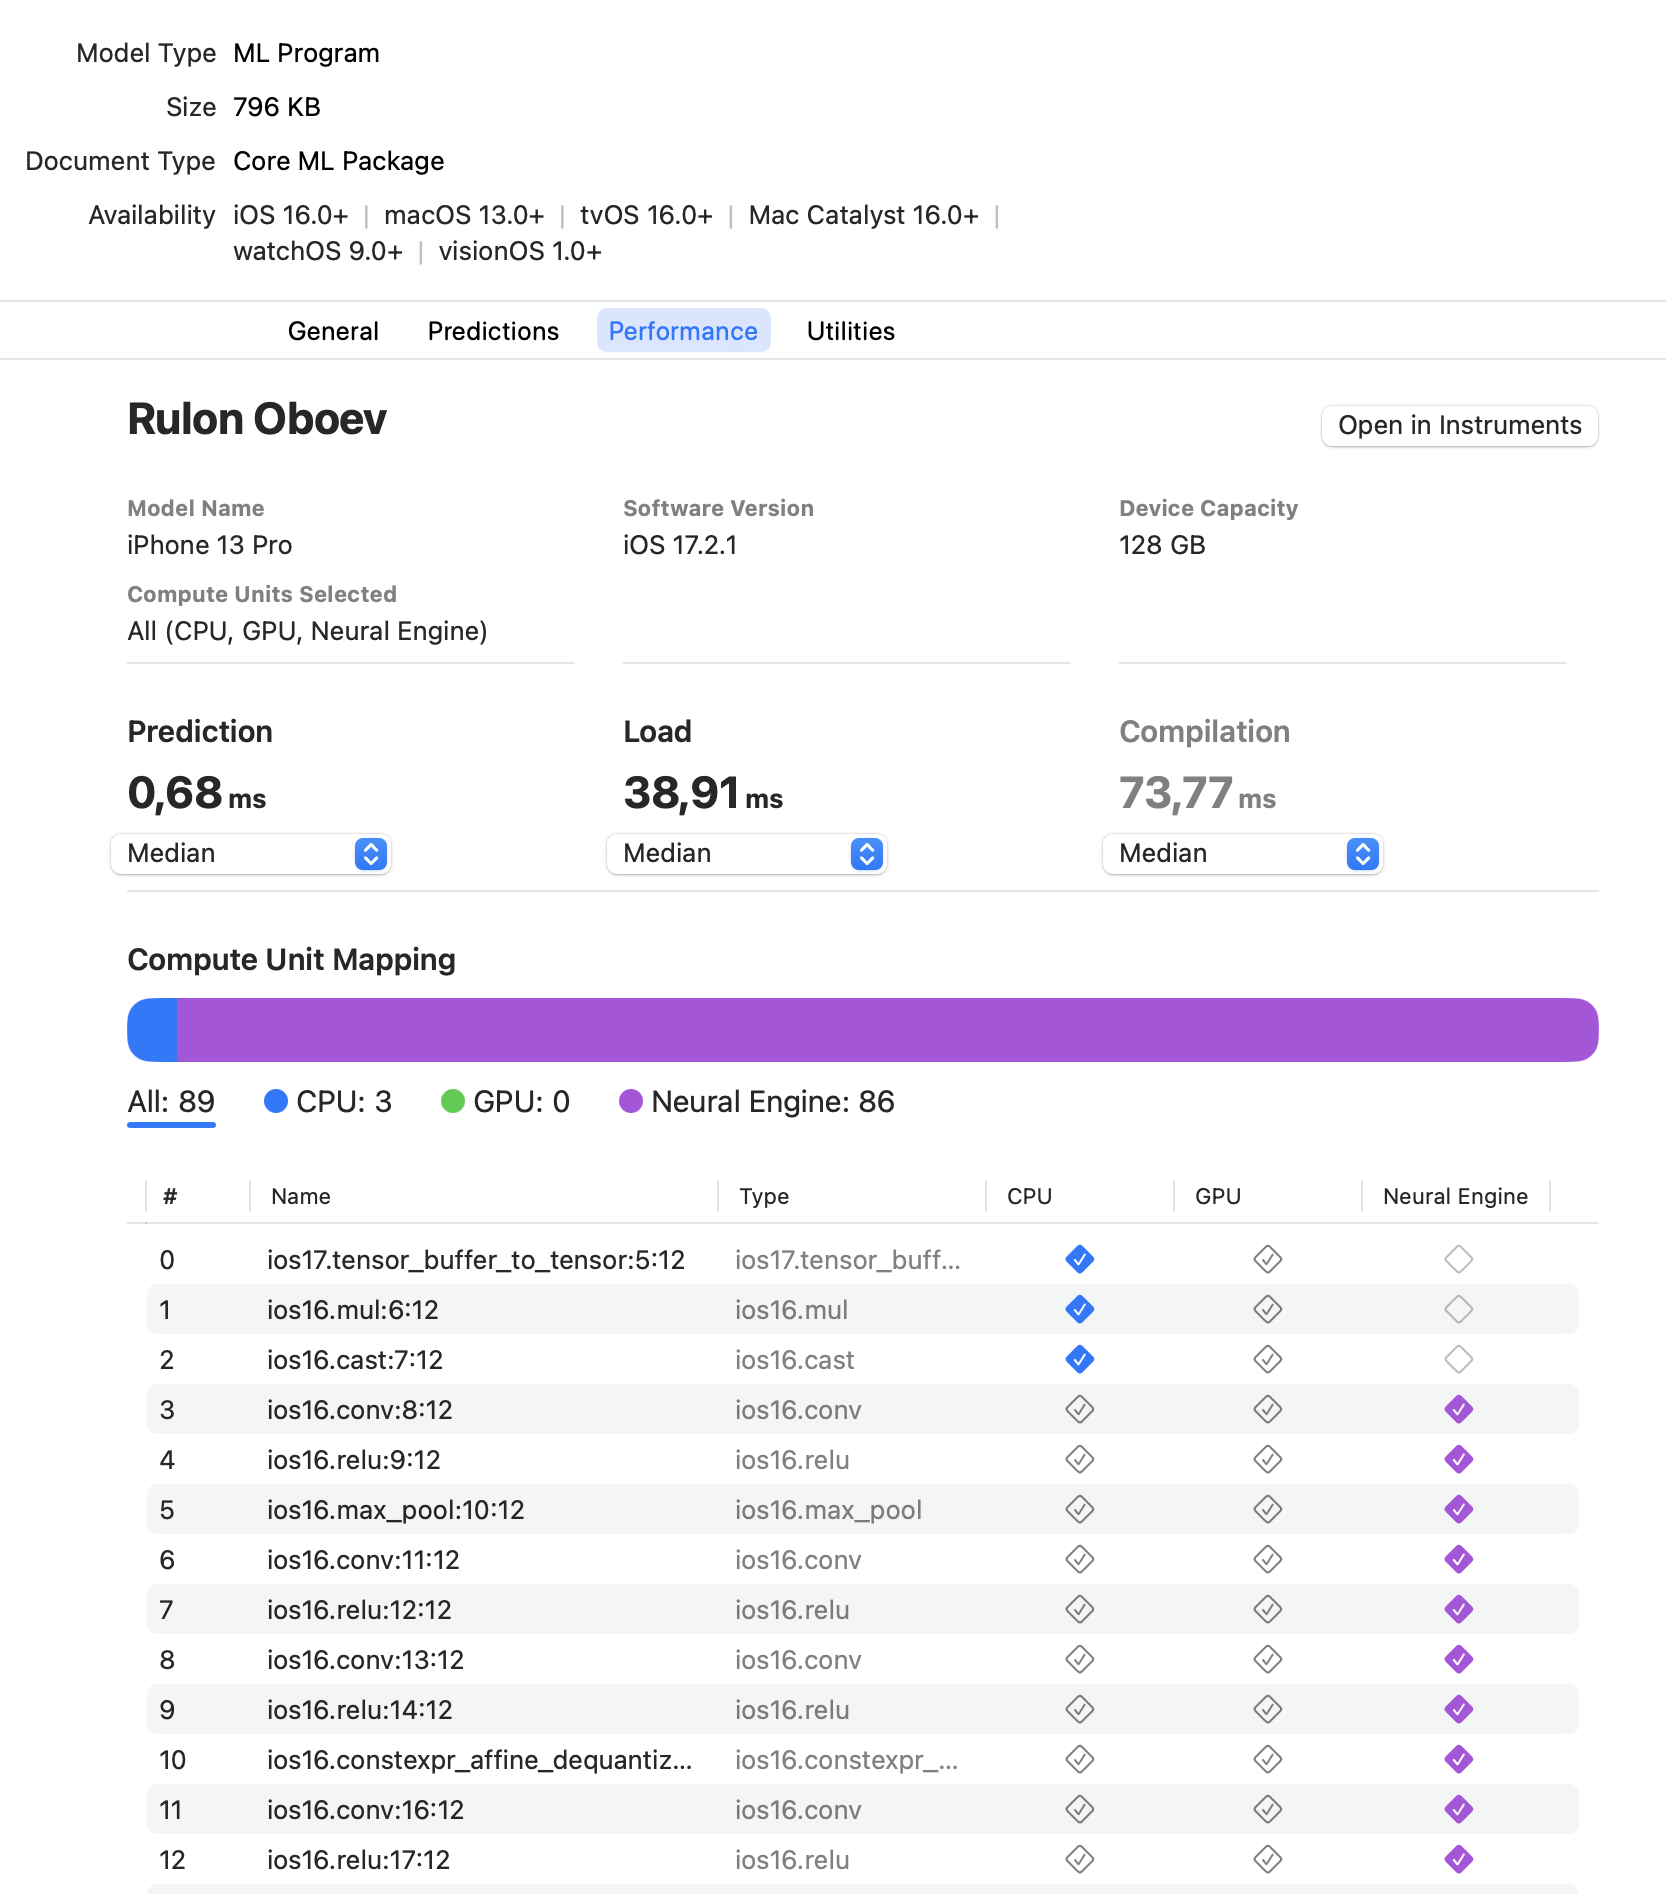 Model Type ML Program
Size 796 KB
Document Type Core ML Package
Availability iOS 16.0+ | macOS 13.0+ | tvOS 16.0+ | Mac Catalyst 16.0+ |
watchOS 9.0+ | visionOS 1.0+
General Predictions Performance Utilities
Rulon Oboev
Open in Instruments
Model Name Software Version Device Capacity
iPhone 13 Pro iOS 17.2.1 128 GB
Compute Units Selected
All (CPU, GPU, Neural Engine)
Prediction Load Compilation
0,68 ms 38,91 ms 73,77 ms
Median Median Median
Compute Unit Mapping
All: 89 CPU: 3 GPU: 0 Neural Engine: 86
# Name Type CPU GPU Neural Engine
0 ios17.tensor_buffer_to_tensor:5:12 ios17.tensor_buff...
1 ios16.mul:6:12 ios16.mul
2 ios16.cast:7:12 ios16.cast
3 ios16.conv:8:12 ios16.conv
4 ios16.relu:9:12 ios16.relu
5 ios16.max_pool:10:12 ios16.max_pool
6 ios16.conv:11:12 ios16.conv
7 ios16.relu:12:12 ios16.relu
8 ios16.conv:13:12 ios16.conv
9 ios16.relu:14:12 ios16.relu
10 ios16.constexpr_affine_dequantiz... ios16.constexpr_...
11 ios16.conv:16:12 ios16.conv
12 ios16.relu:17:12 ios16.relu